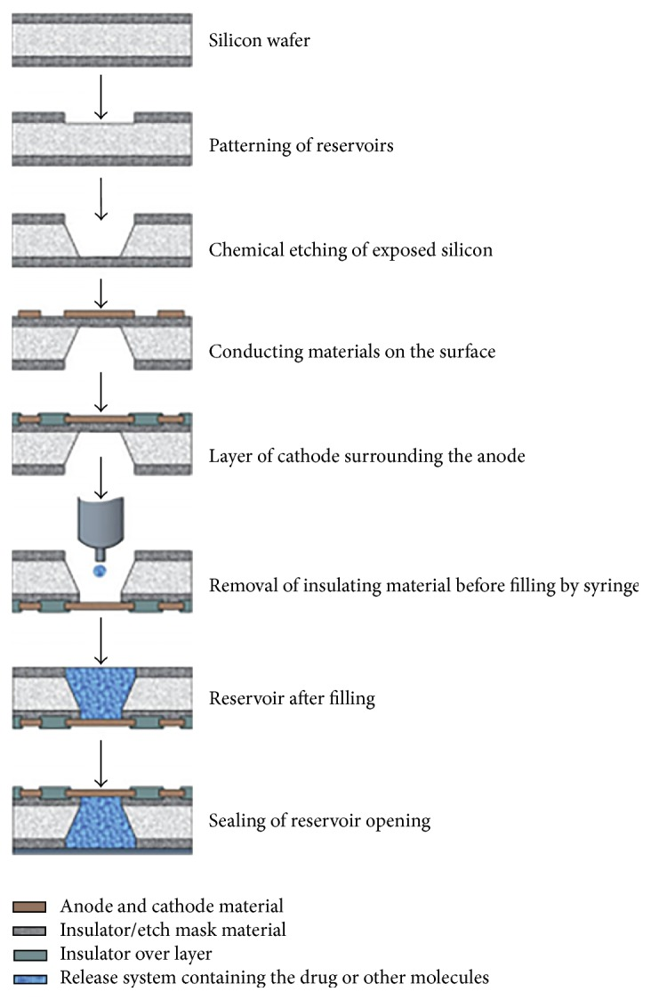 Silicon wafer
Patterning of reservoirs
Chemical etching of exposed silicon
Conducting materials on the surface
Layer of cathode surrounding the anode
Removal of insulating material before filling by syringe
Reservoir after filling
Sealing of reservoir opening
Anode and cathode material
Insulator/etch mask material
Insulator over layer
Release system containing the drug or other molecules